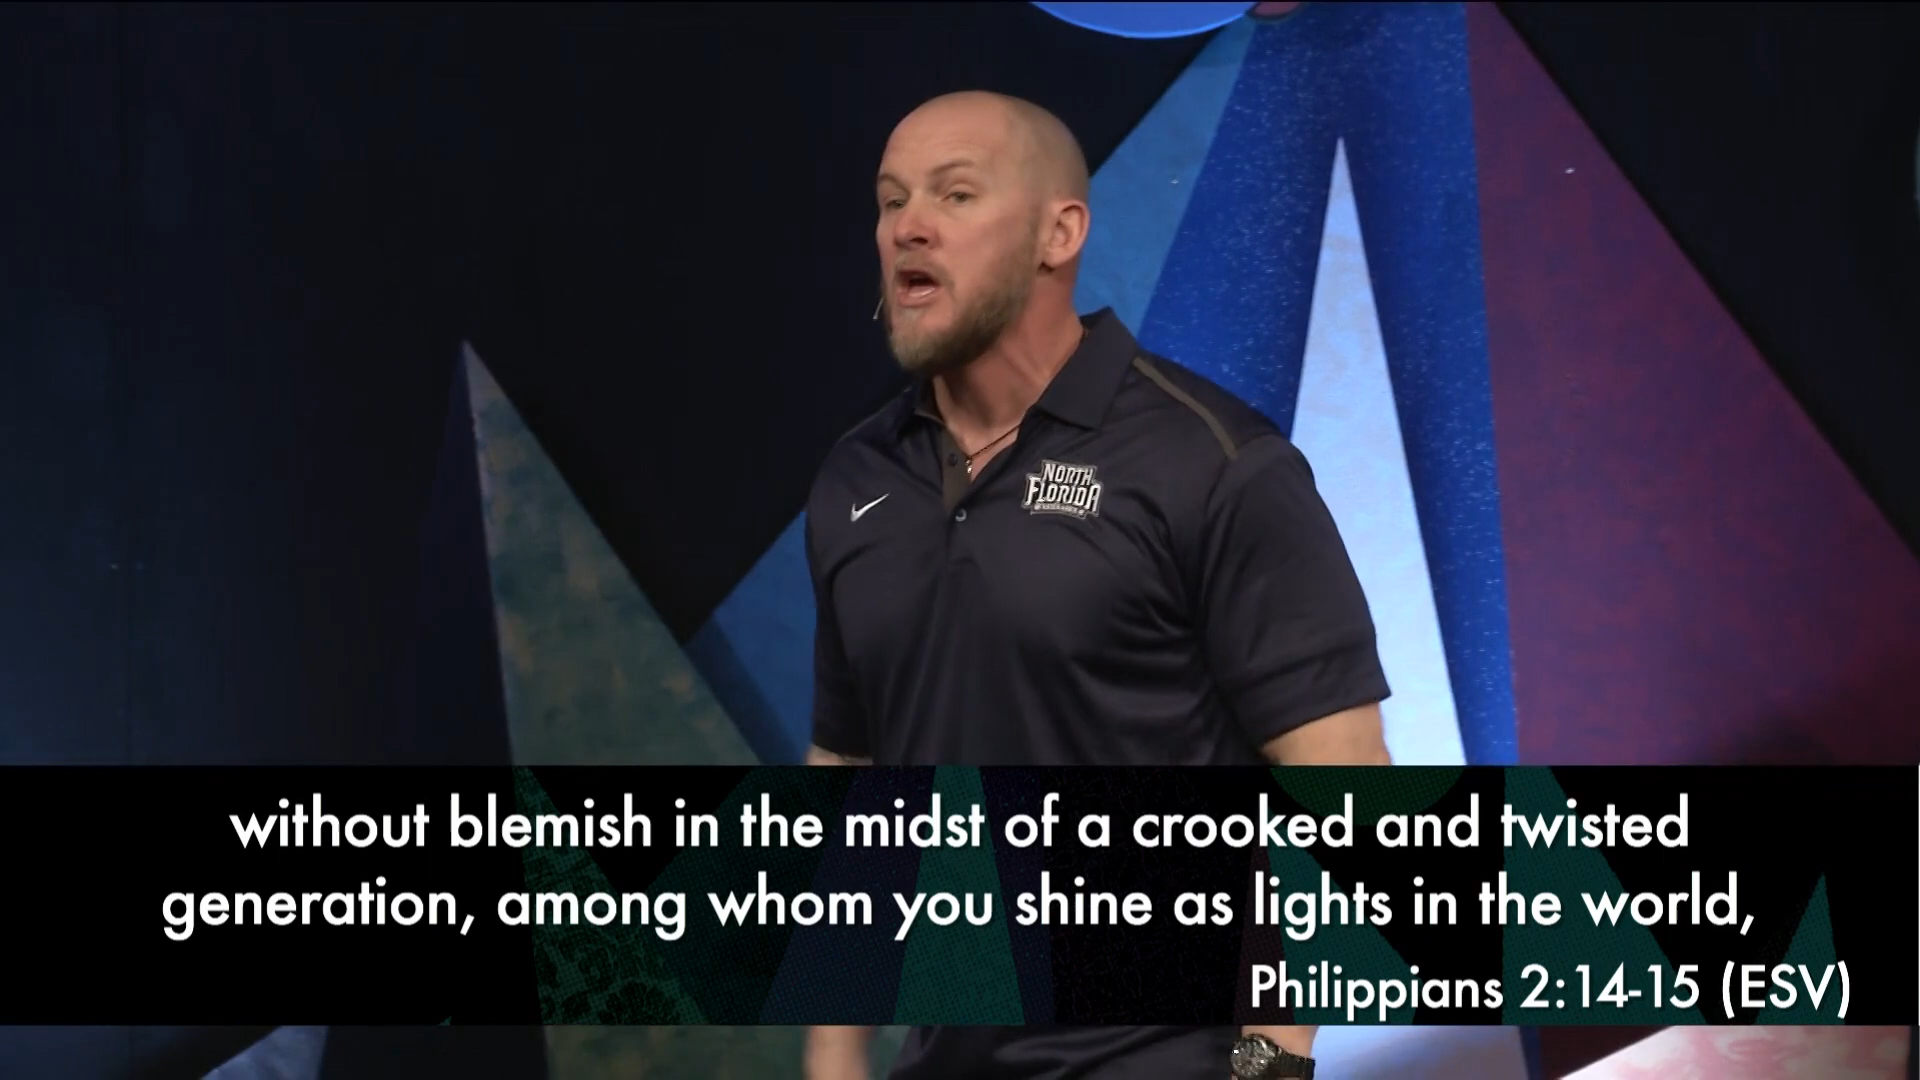 NORTH
FLORIDA
without blemish in the midst of a crooked and twisted
generation, among whom you shine as lights in the world,
Philippians 2:14-15 (ESV)